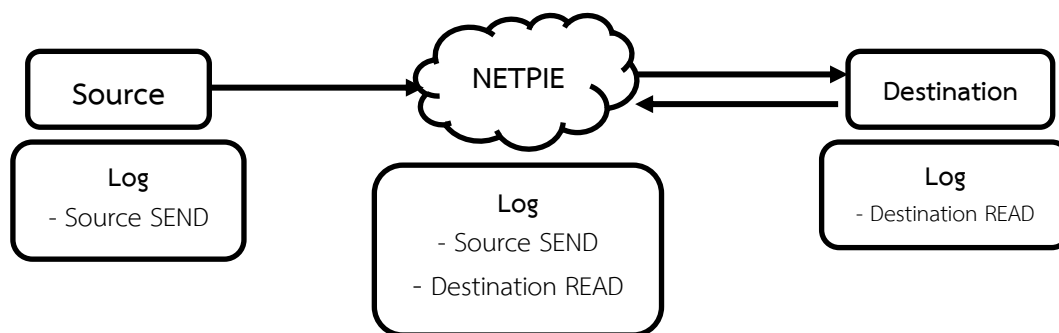 Source
NETPIE
Destination
Log
- Source SEND
Log
- Source SEND
- Destination READ
Log
- Destination READ